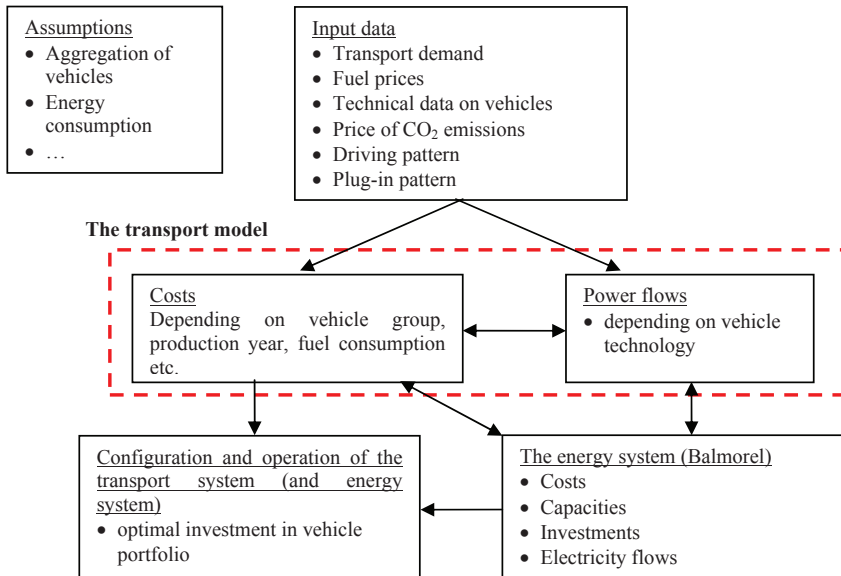 Assumptions
• Aggregation of
vehicles
• Energy
consumption
• …
Input data
• Transport demand
• Fuel prices
• Technical data on vehicles
• Price of CO₂ emissions
• Driving pattern
• Plug-in pattern
The transport model
Costs
Depending on vehicle group,
production year, fuel consumption
etc.
Power flows
• depending on vehicle
technology
Configuration and operation of the
transport system (and energy
system)
• optimal investment in vehicle
portfolio
The energy system (Balmorel)
• Costs
• Capacities
• Investments
• Electricity flows